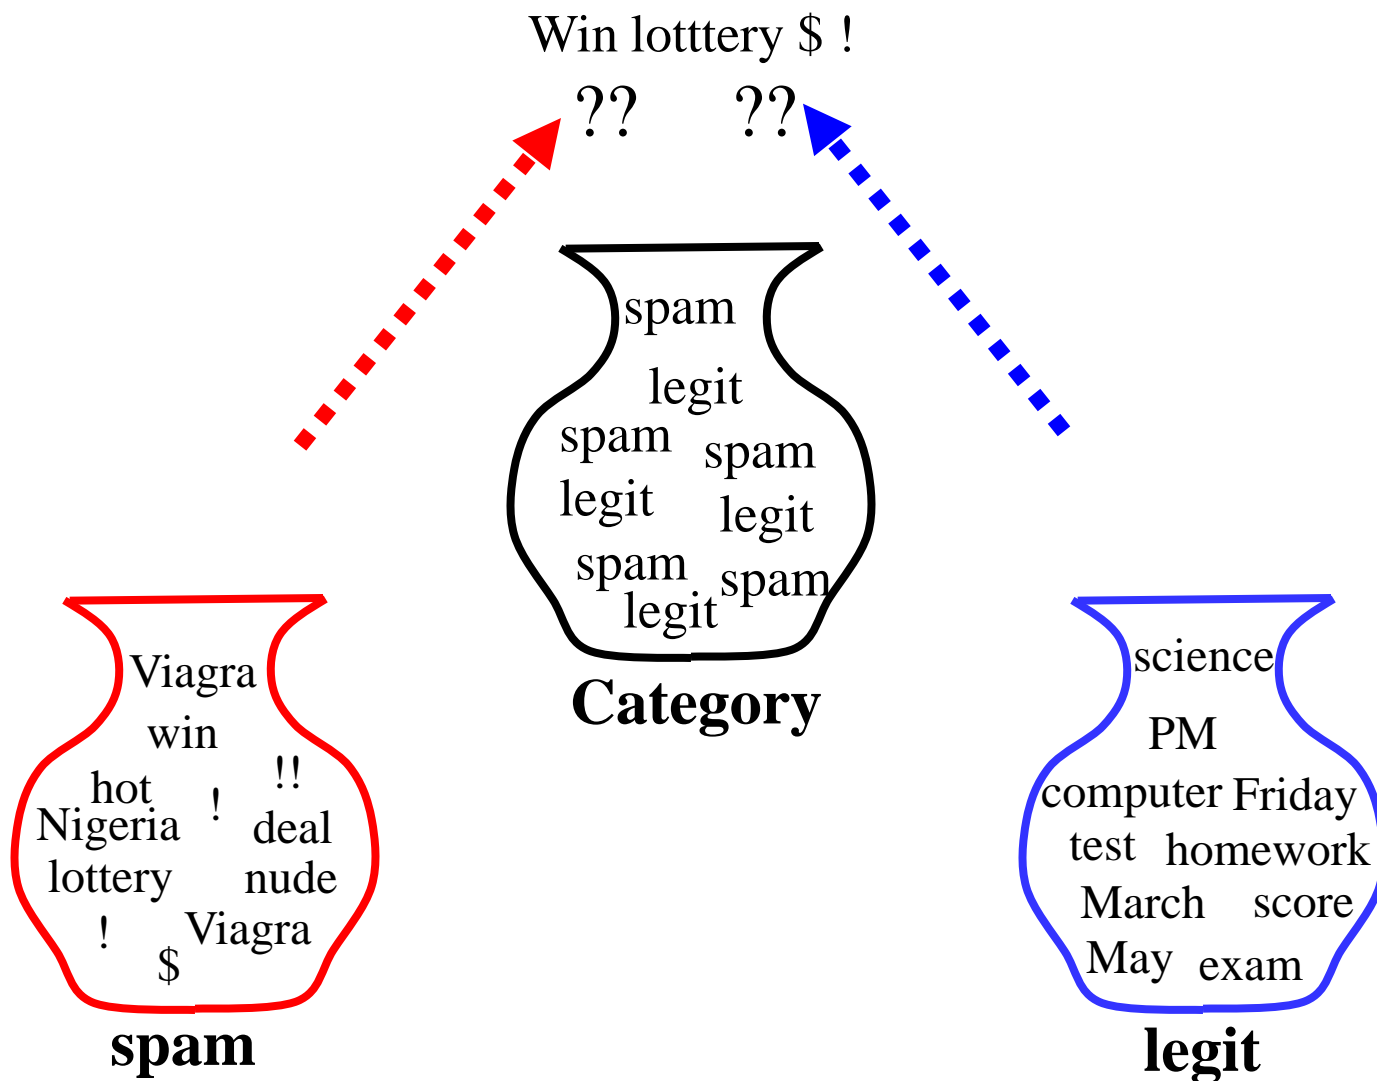 Win lotttery $ !
?? ??
spam
legit
spam spam
legit legit
spam spam
legit
Category
Viagra
win
hot ! !!
Nigeria deal
lottery nude
! Viagra
$
spam
science
PM
computer Friday
test homework
March score
May exam
legit